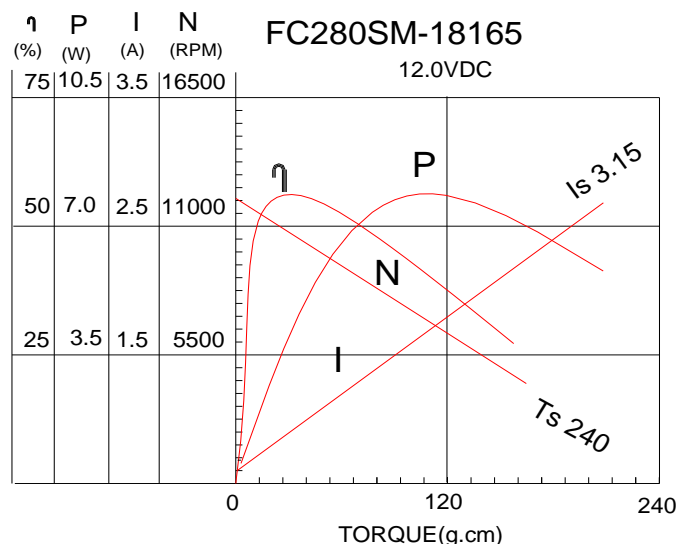 η P I N FC280SM-18165
(%) (W) (A) (RPM) 12.0VDC
75 10.5 3.5 16500
η P Is 3.15
50 7.0 2.5 11000
N
25 3.5 1.5 5500
I
Ts 240
0 120 240
TORQUE(g.cm)